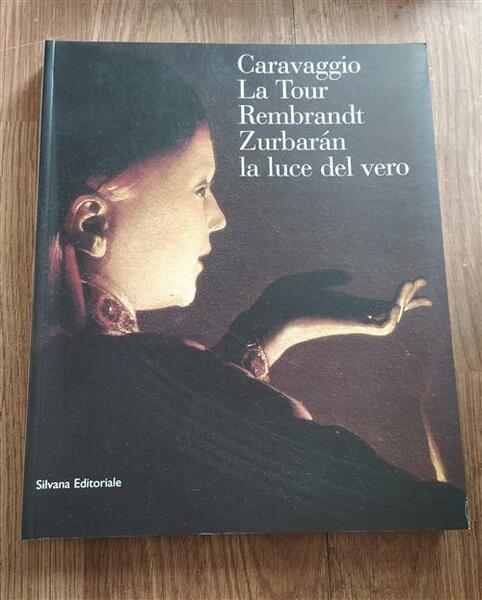 Caravaggio
La Tour
Rembrandt
Zurbarán
la luce del vero
Silvana Editoriale